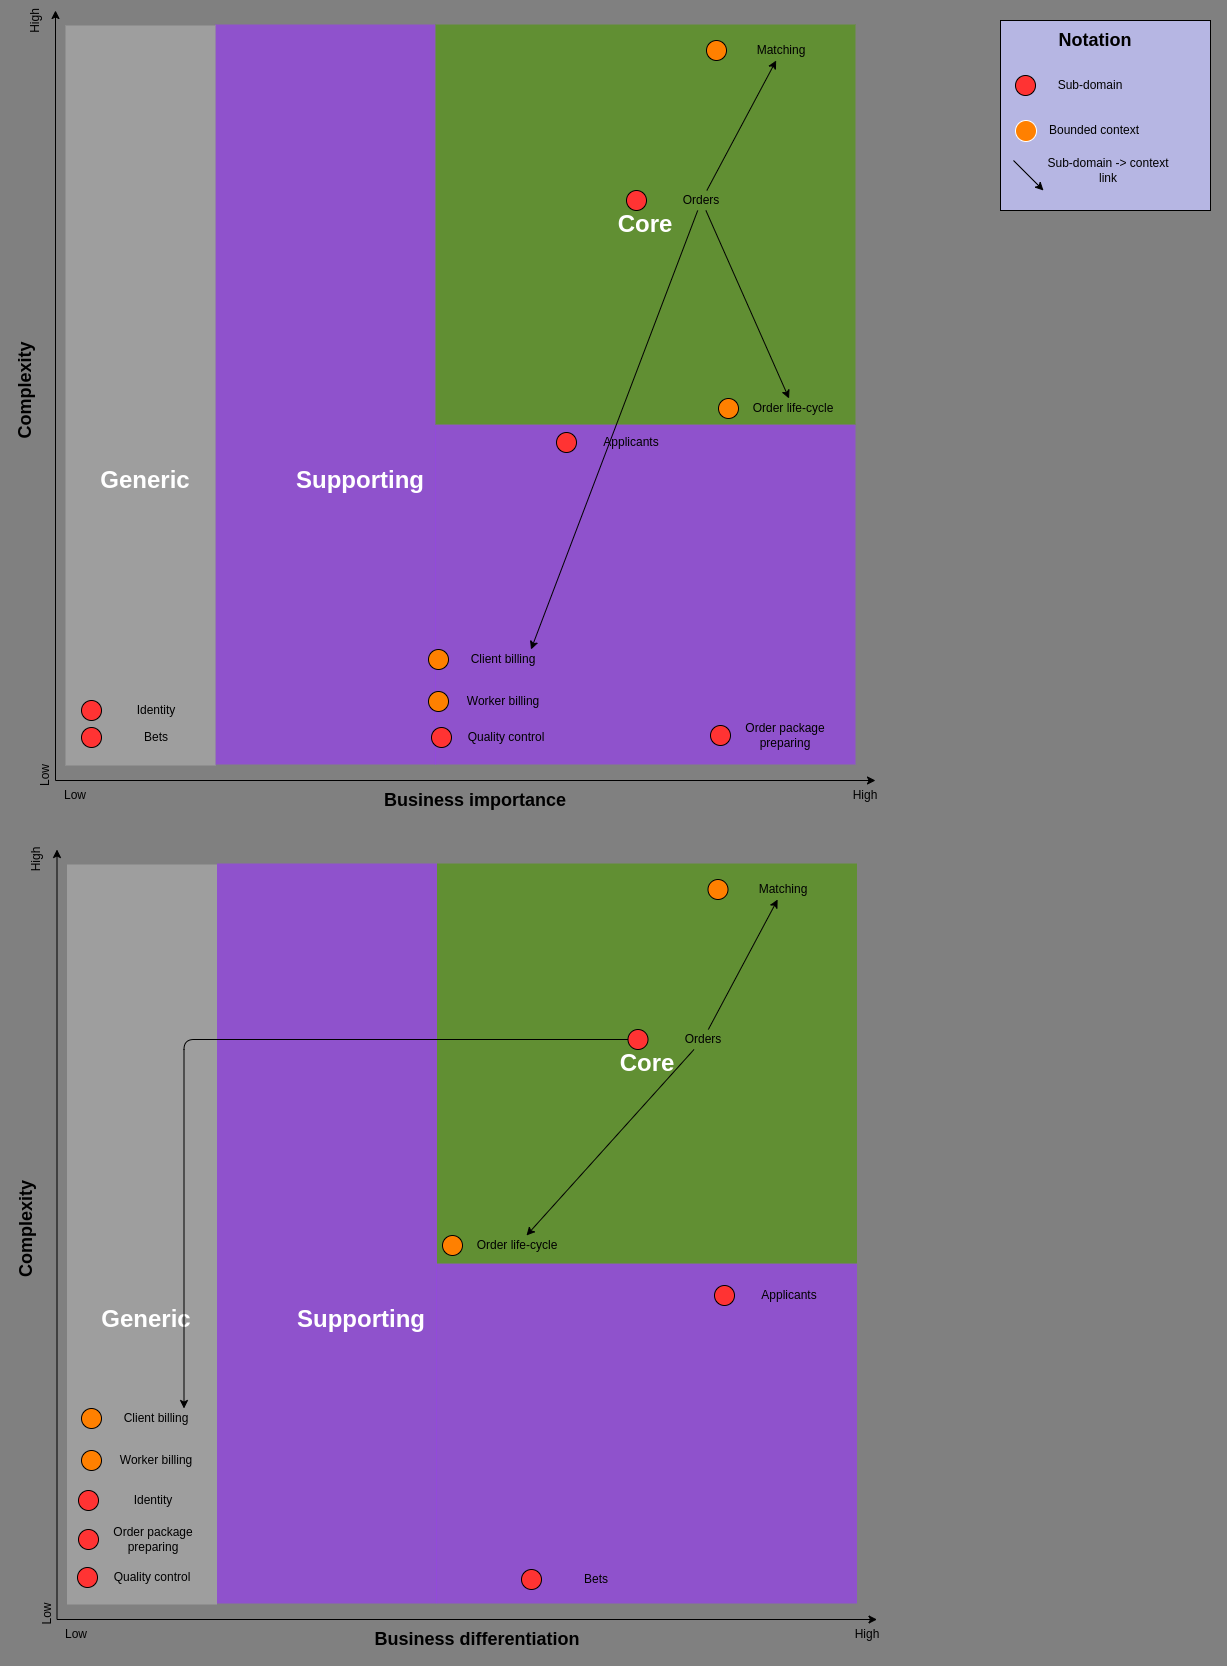 High
Complexity
Low
Matching
Orders
Core
Order life-cycle
Applicants
Generic
Supporting
Client billing
Worker billing
Identity
Bets
Quality control
Order package
preparing
Low
Business importance
High
Notation
Sub-domain
Bounded context
Sub-domain -> context
link
High
Complexity
Low
Matching
Orders
Core
Order life-cycle
Applicants
Generic
Supporting
Client billing
Worker billing
Identity
Order package
preparing
Quality control
Bets
Low
Business differentiation
High